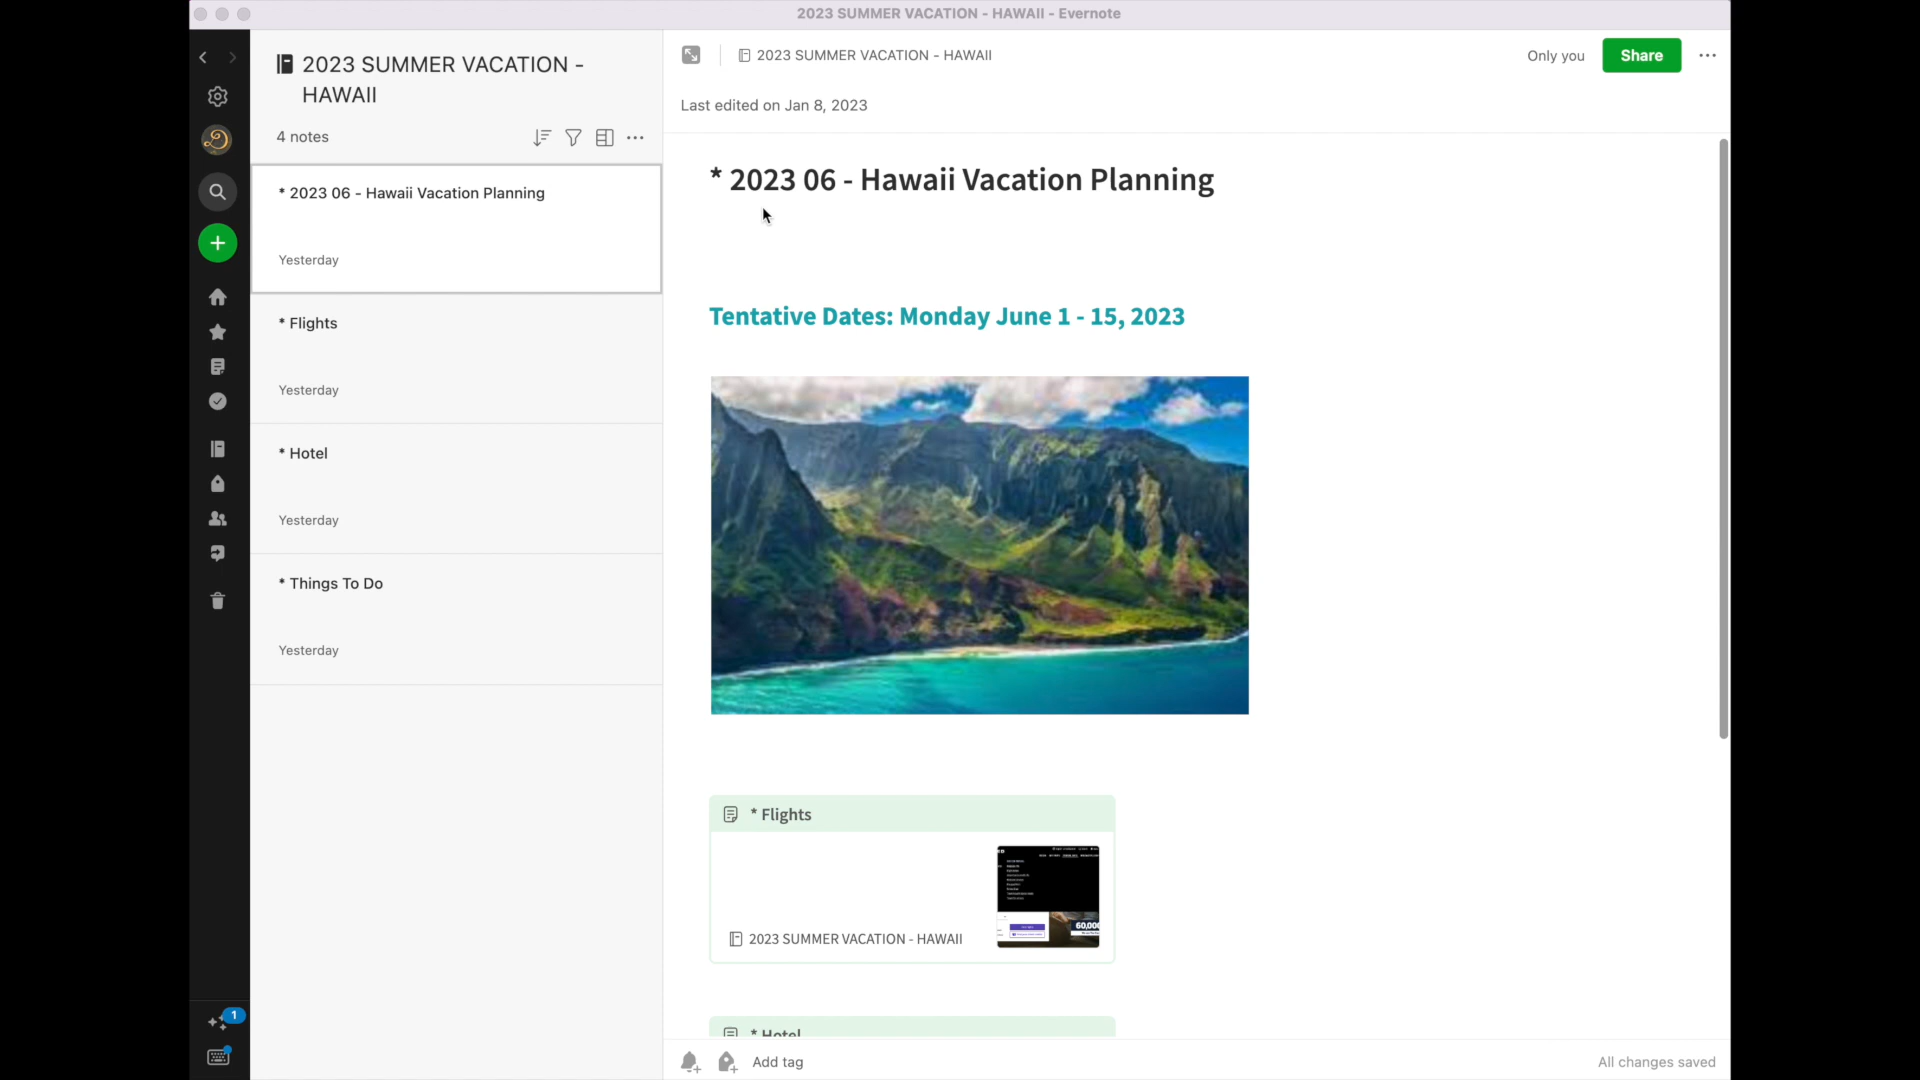 2023 SUMMER VACATION - HAWAII - Evernote
2023 SUMMER VACATION -
HAWAII
4 notes
* 2023 06 - Hawaii Vacation Planning
Yesterday
* Flights
Yesterday
* Hotel
Yesterday
* Things To Do
Yesterday
1
2023 SUMMER VACATION - HAWAII
Only you
Share
Last edited on Jan 8, 2023
* 2023 06 - Hawaii Vacation Planning
Tentative Dates: Monday June 1 - 15, 2023
* Flights
60,000
2023 SUMMER VACATION - HAWAII
* Hotel
Add tag
All changes saved